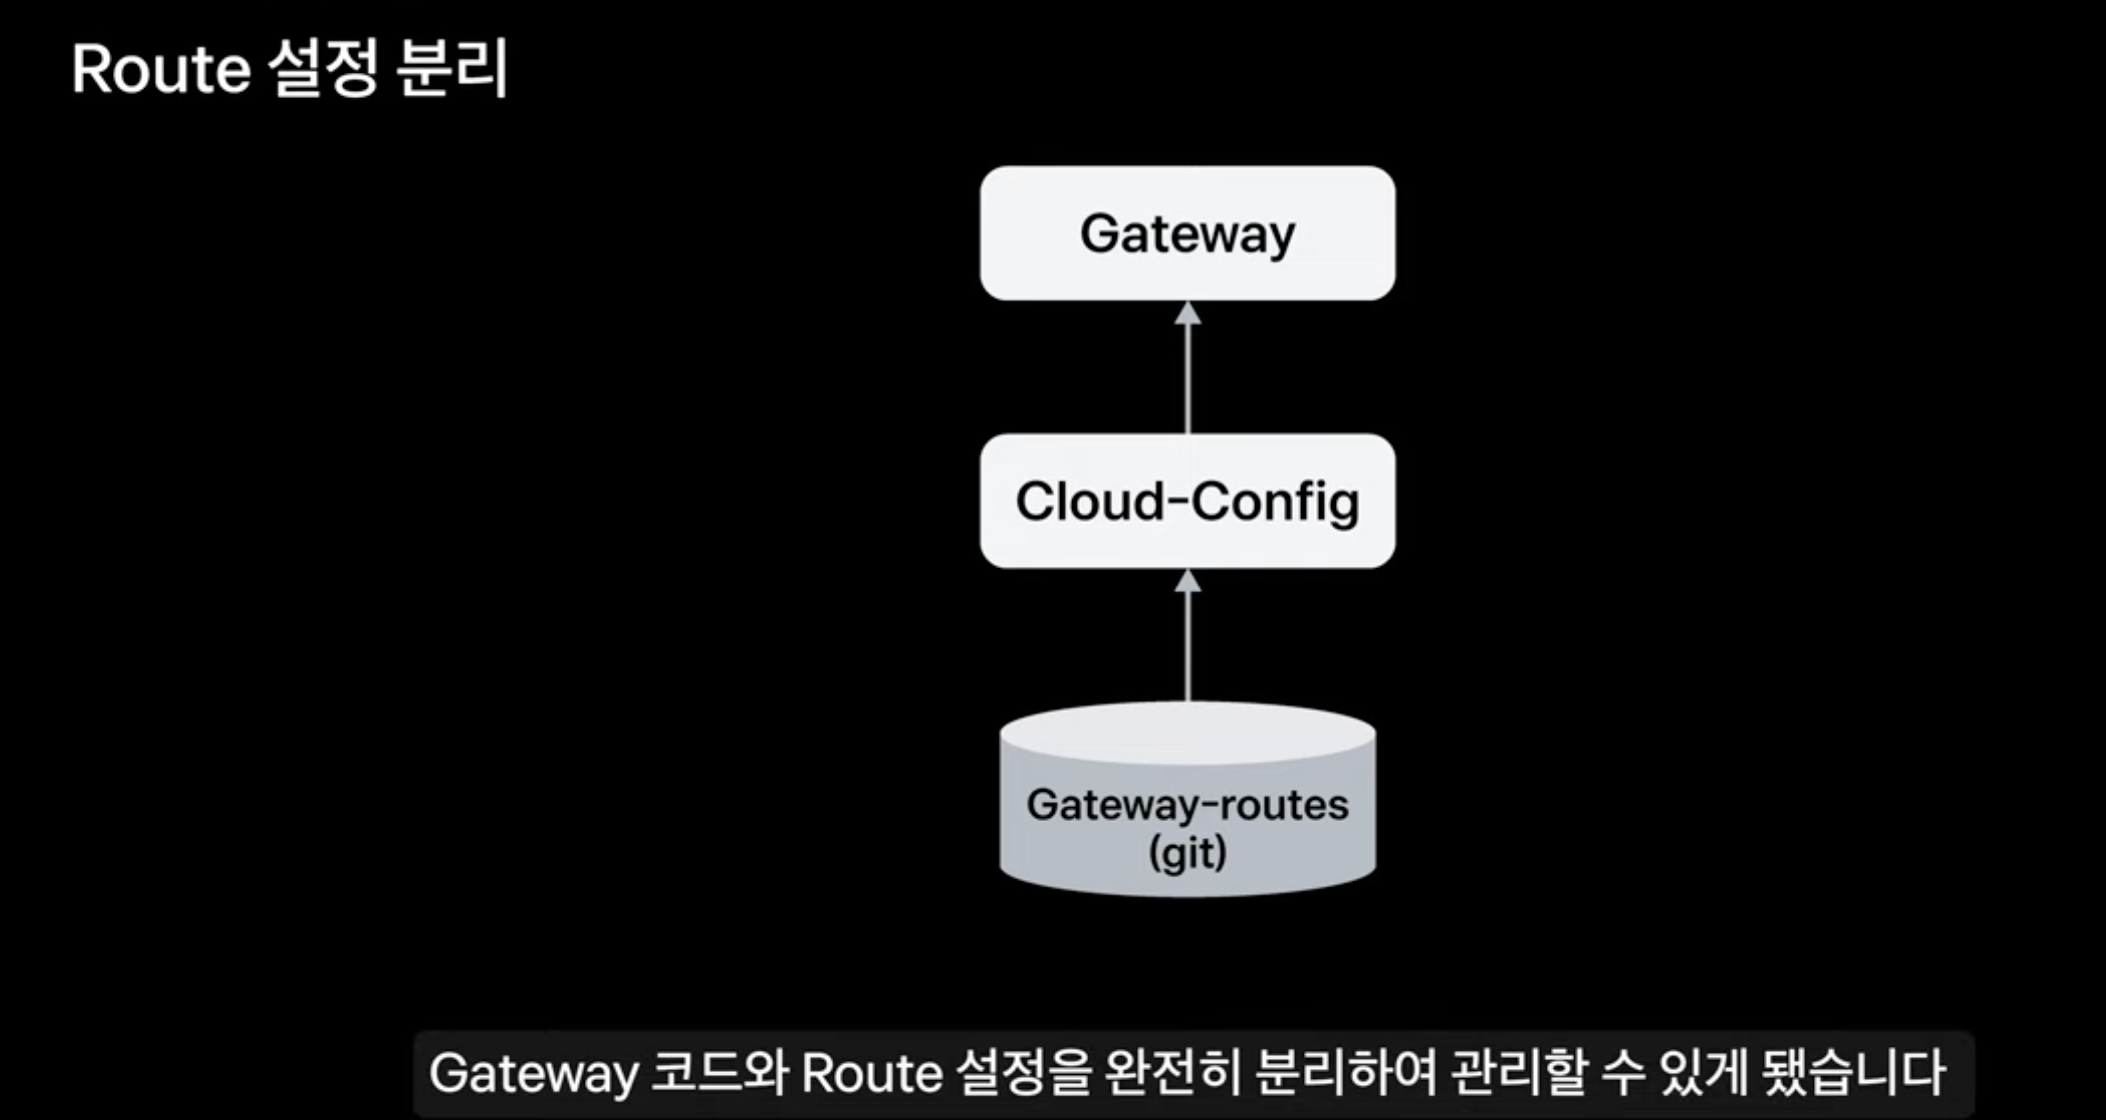 Route 설정 분리
Gateway
Cloud-Config
Gateway-routes
(git)
Gateway 코드와 Route 설정을 완전히 분리하여 관리할 수 있게 됐습니다